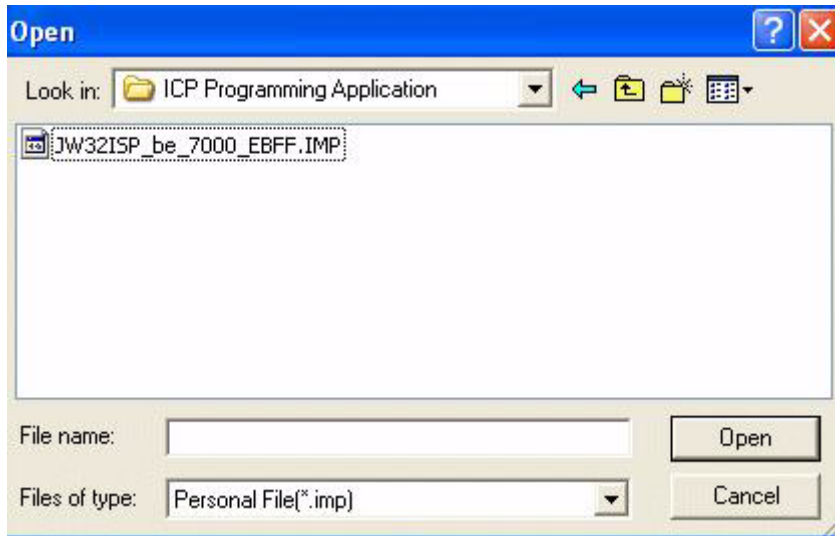 Open
Look in: ICP Programming Application
JW32ISP_be_7000_EBFF.IMP
File name: Open
Files of type: Personal File(*.imp) Cancel